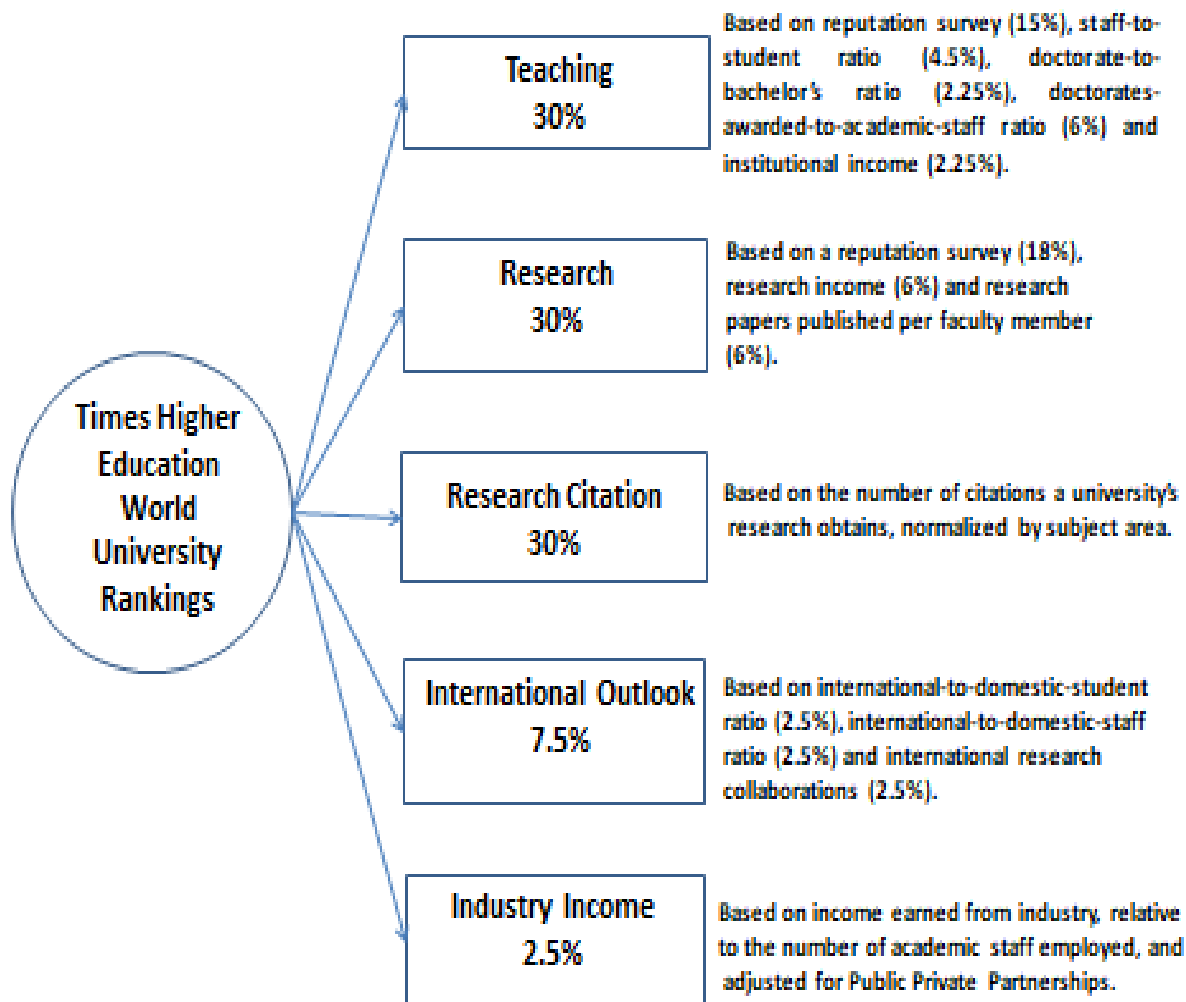 Times Higher
Education
World
University
Rankings
Teaching
30%
Based on reputation survey (15%), staff-to-
student ratio (4.5%), doctorate-to-
bachelor's ratio (2.25%), doctorates-
awarded-to-academic-staff ratio (6%) and
institutional income (2.25%).
Research
30%
Based on a reputation survey (18%),
research income (6%) and research
papers published per faculty member
(6%).
Research Citation
30%
Based on the number of citations a university's
research obtains, normalized by subject area.
International Outlook
7.5%
Based on international-to-domestic-student
ratio (2.5%), international-to-domestic-staff
ratio (2.5%) and international research
collaborations (2.5%).
Industry Income
2.5%
Based on income earned from industry, relative
to the number of academic staff employed, and
adjusted for Public Private Partnerships.